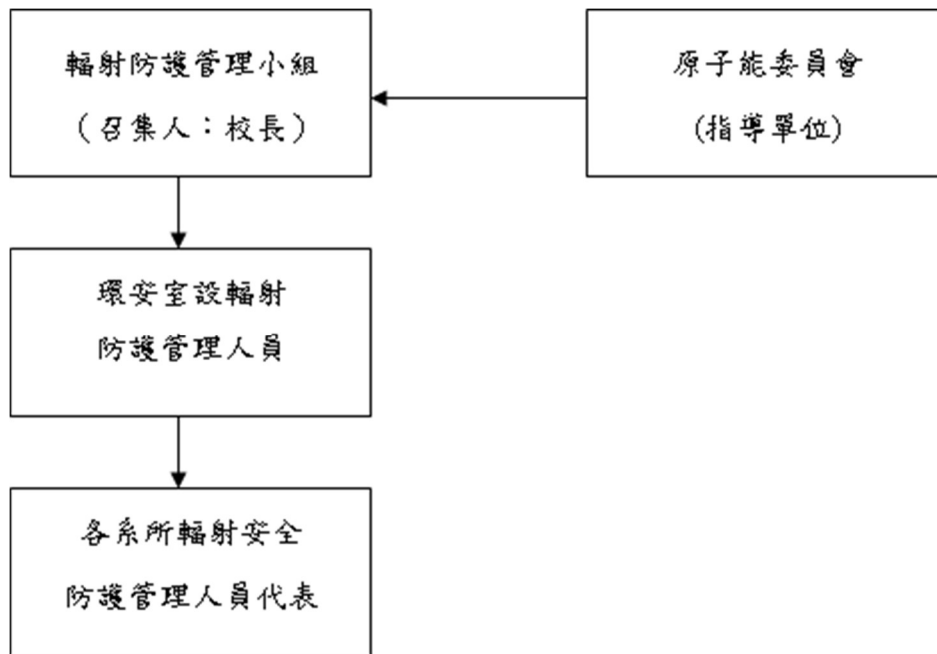 輻射防護管理小組
（召集人：校長）
原子能委員會
(指導單位)
環安室設輻射
防護管理人員
各系所輻射安全
防護管理人員代表